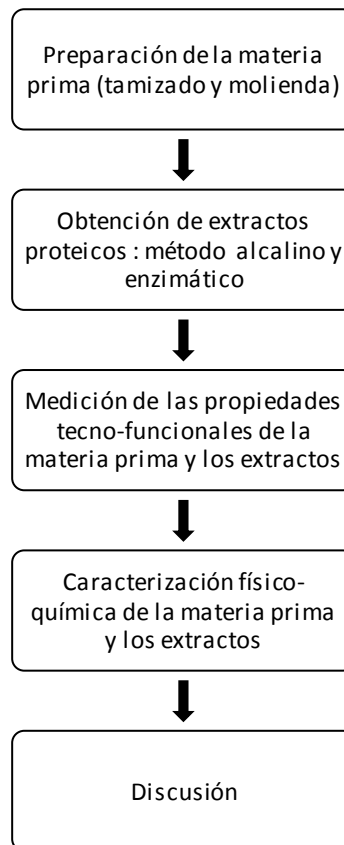 Preparación de la materia
prima (tamizado y molienda)
Obtención de extractos
proteicos : método alcalino y
enzimático
Medición de las propiedades
tecno-funcionales de la
materia prima y los extractos
Caracterización físico-
química de la materia prima
y los extractos
Discusión